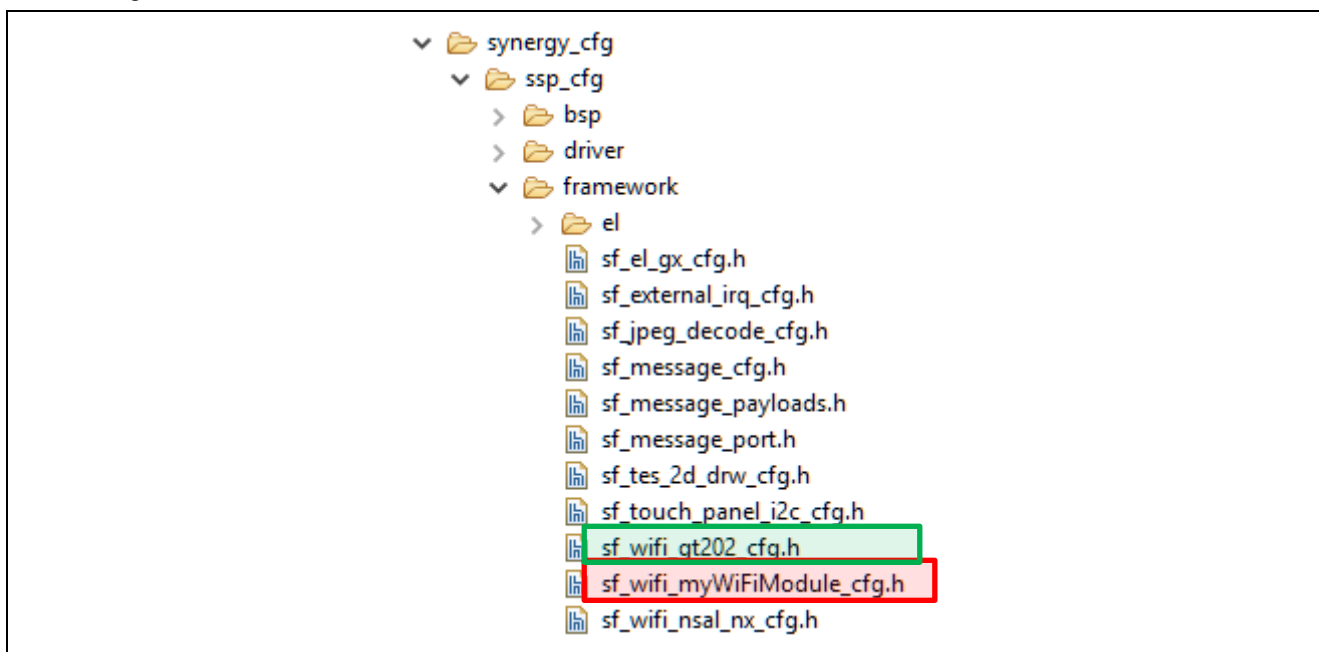 synergy_cfg
ssp_cfg
bsp
driver
framework
el
sf_el_gx_cfg.h
sf_external_irq_cfg.h
sf_jpeg_decode_cfg.h
sf_message_cfg.h
sf_message_payloads.h
sf_message_port.h
sf_tes_2d_drw_cfg.h
sf_touch_panel_i2c_cfg.h
sf_wifi_gt202_cfg.h
sf_wifi_myWiFiModule_cfg.h
sf_wifi_nsal_nx_cfg.h